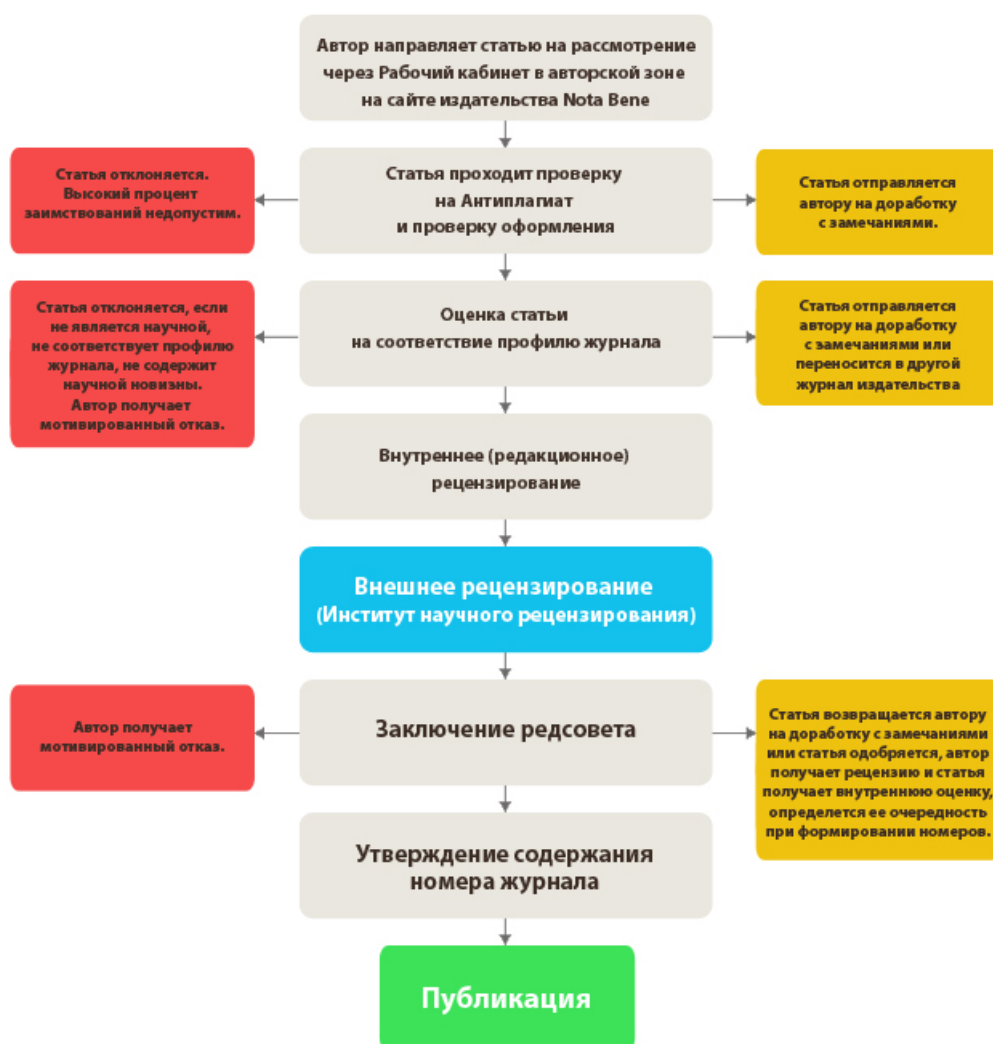 Автор направляет статью на рассмотрение
через Рабочий кабинет в авторской зоне
на сайте издательства Nota Bene
Статья отклоняется.
Высокий процент
заимствований недопустим.
Статья проходит проверку
на Антиплагиат
и проверку оформления
Статья отправляется
автору на доработку
с замечаниями.
Статья отклоняется, если
не является научной,
не соответствует профилю
журнала, не содержит
научной новизны.
Автор получает
мотивированный отказ.
Оценка статьи
на соответствие профилю журнала
Статья отправляется
автору на доработку
с замечаниями или
переносится в другой
журнал издательства
Внутреннее (редакционное)
рецензирование
Внешнее рецензирование
(Институт научного рецензирования)
Автор получает
мотивированный отказ.
Заключение редсовета
Статья возвращается автору
на доработку с замечаниями
или статья одобряется, автор
получает рецензию и статья
получает внутреннюю оценку,
определется ее очередность
при формировании номеров.
Утверждение содержания
номера журнала
Публикация